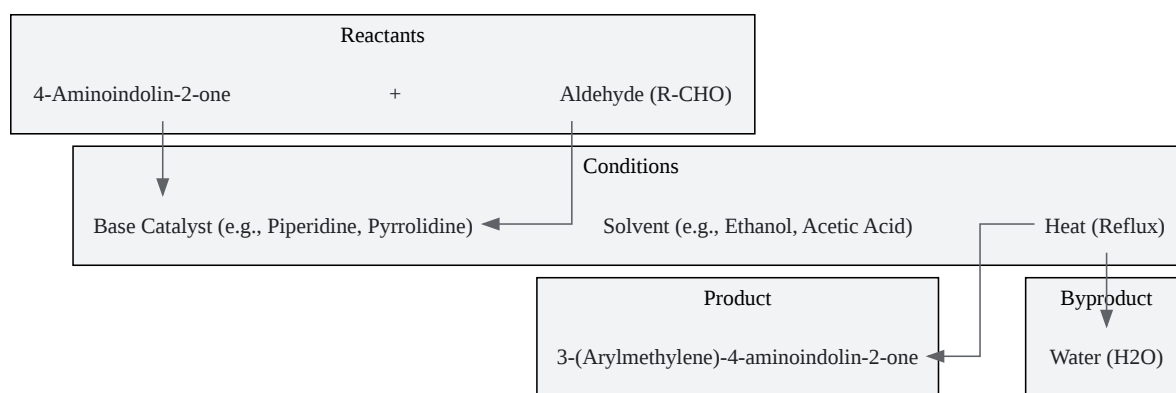 Reactants
4-Aminoindolin-2-one + Aldehyde (R-CHO)
Conditions
Base Catalyst (e.g., Piperidine, Pyrrolidine) Solvent (e.g., Ethanol, Acetic Acid) Heat (Reflux)
Product Byproduct
3-(Arylmethylene)-4-aminoindolin-2-one Water (H2O)